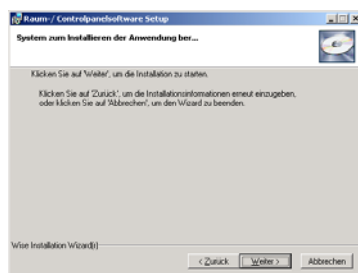 Raum-/ Controlpanelsoftware Setup
System zum Installieren der Anwendung ber...
Klicken Sie auf 'Weiter', um die Installation zu starten.
Klicken Sie auf 'Zurück', um die Installationsinformationen erneut einzugeben,
oder klicken Sie auf 'Abbrechen', um den Wizard zu beenden.
Wise Installation Wizard(r)
< Zurück
Weiter >
Abbrechen